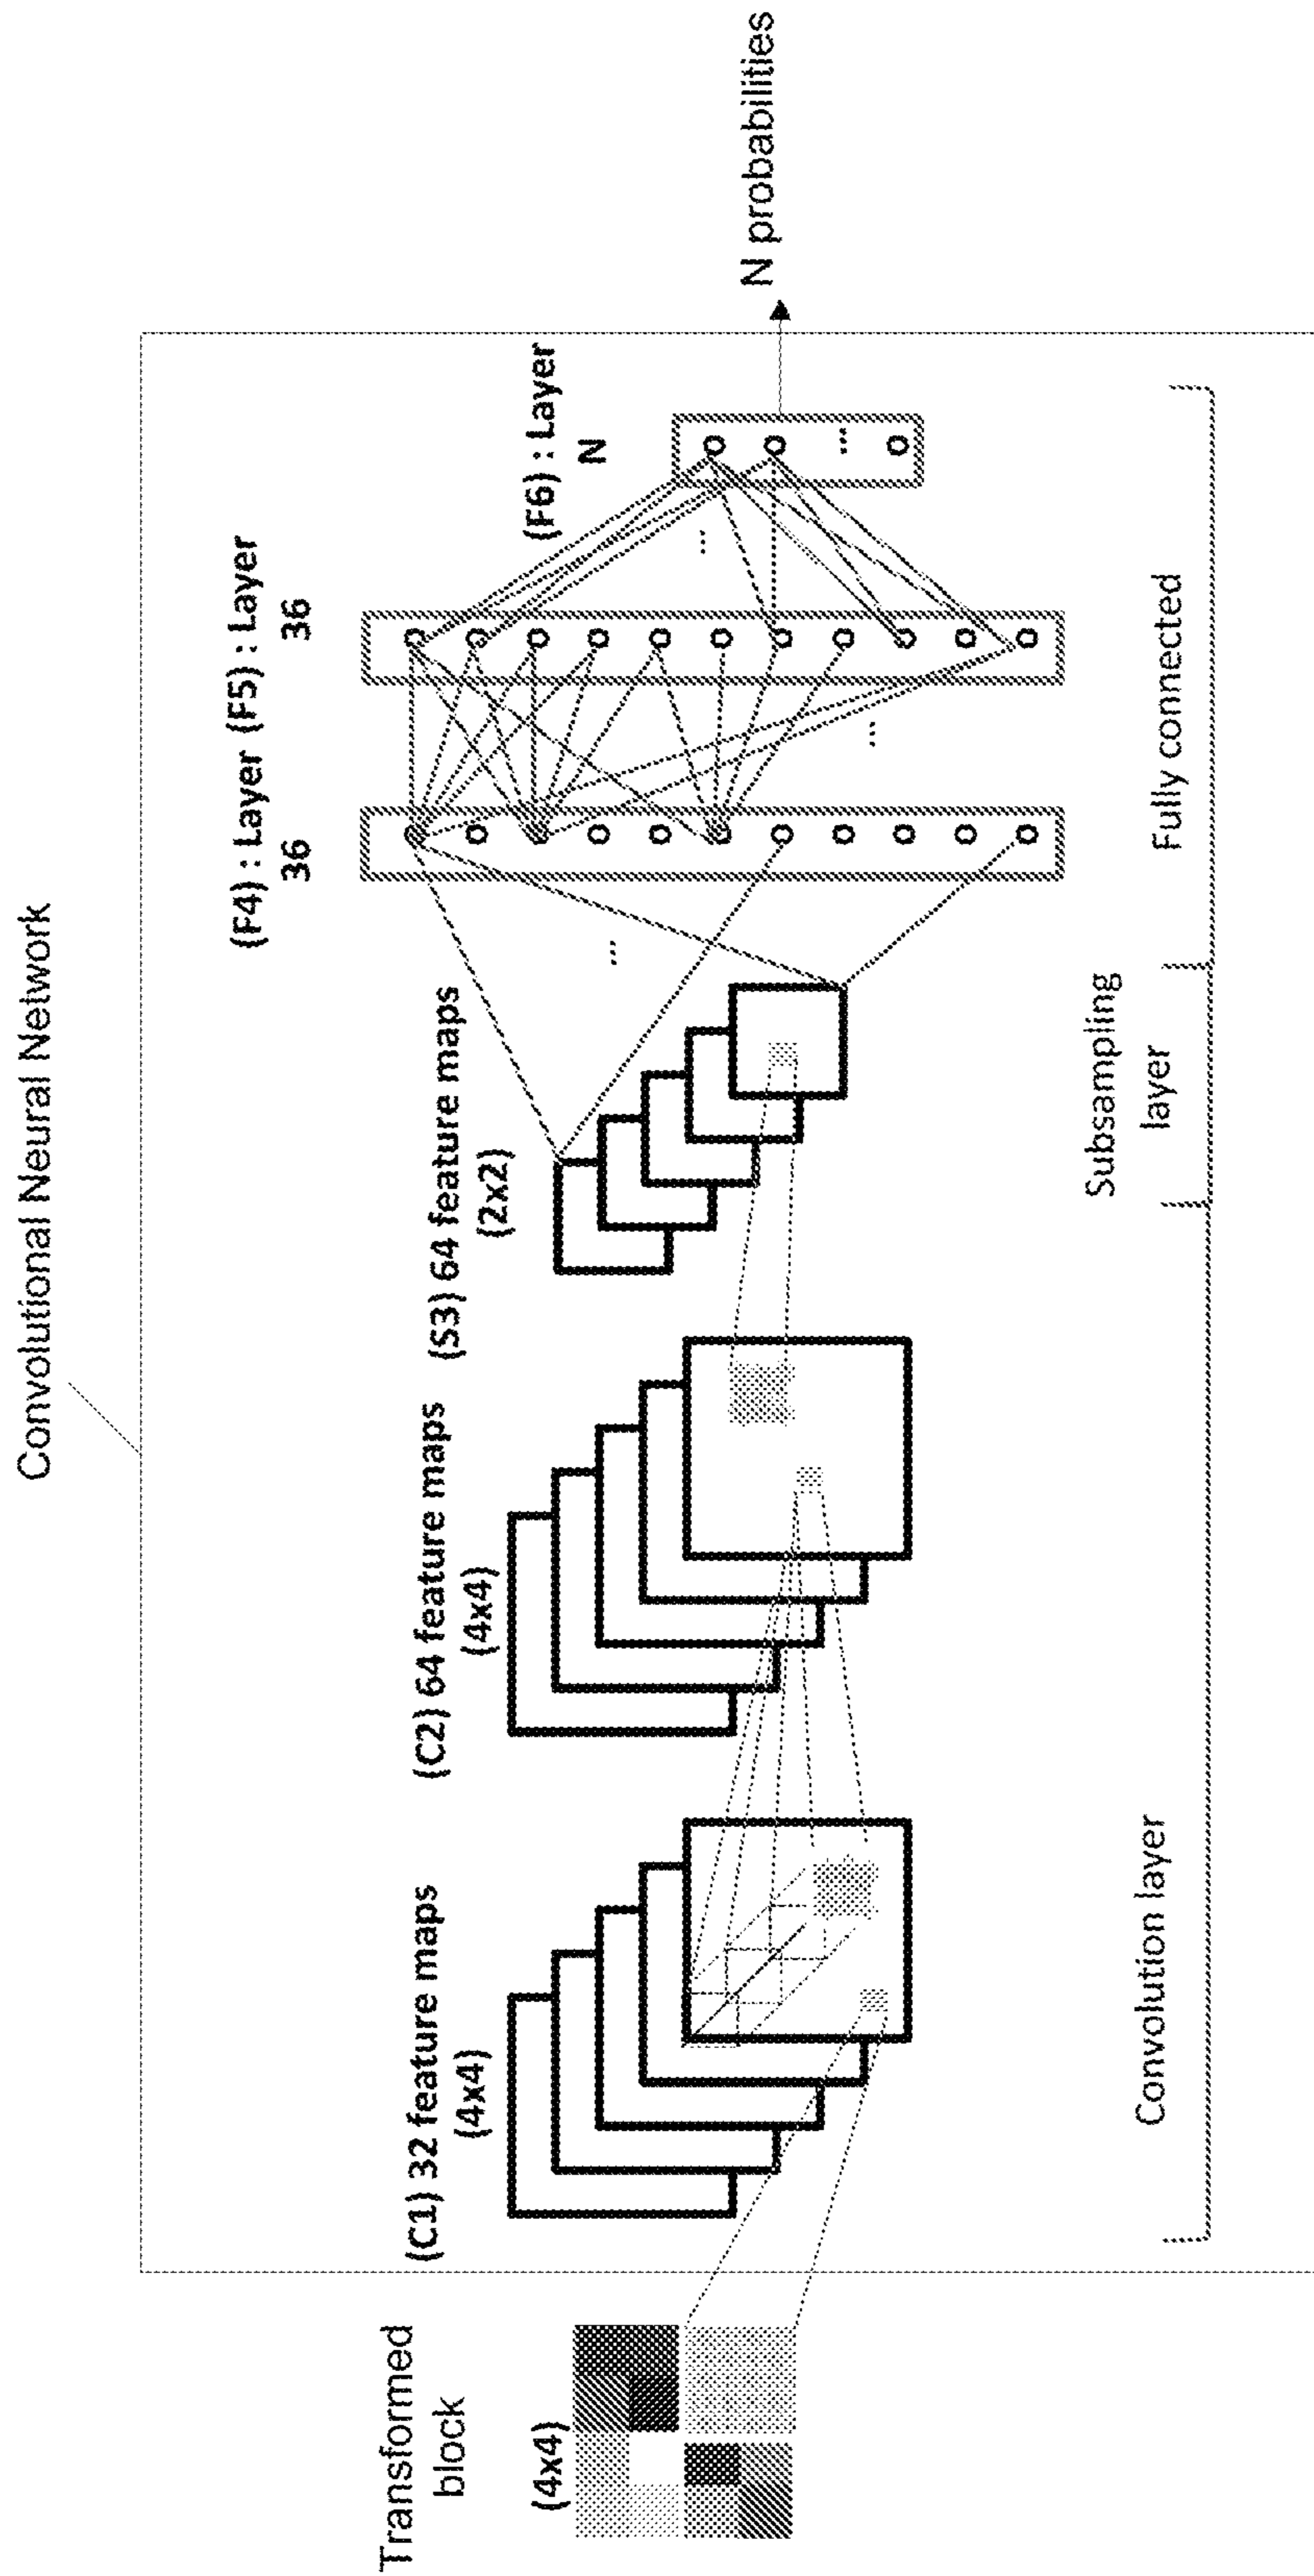 Convolutional Neural Network
Transformed
block
(4x4)
(C1) 32 feature maps
(4x4)
(C2) 64 feature maps
(4x4)
(S3) 64 feature maps
(2x2)
(F4) : Layer (F5) : Layer
36 36
(F6) : Layer
N
N probabilities
...
...
...
...
Convolution layer
Subsampling
layer
Fully connected